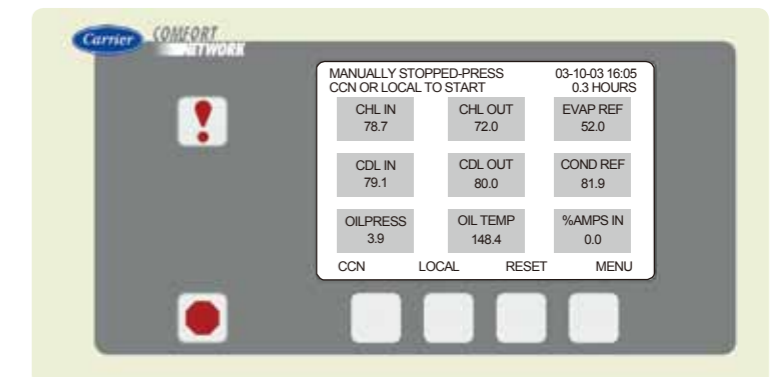 Carrier
COMFORT
NETWORK
MANUALLY STOPPED-PRESS 03-10-03 16:05
CCN OR LOCAL TO START 0.3 HOURS
CHL IN CHL OUT EVAP REF
78.7 72.0 52.0
CDL IN CDL OUT COND REF
79.1 80.0 81.9
OILPRESS OIL TEMP %AMPS IN
3.9 148.4 0.0
CCN LOCAL RESET MENU